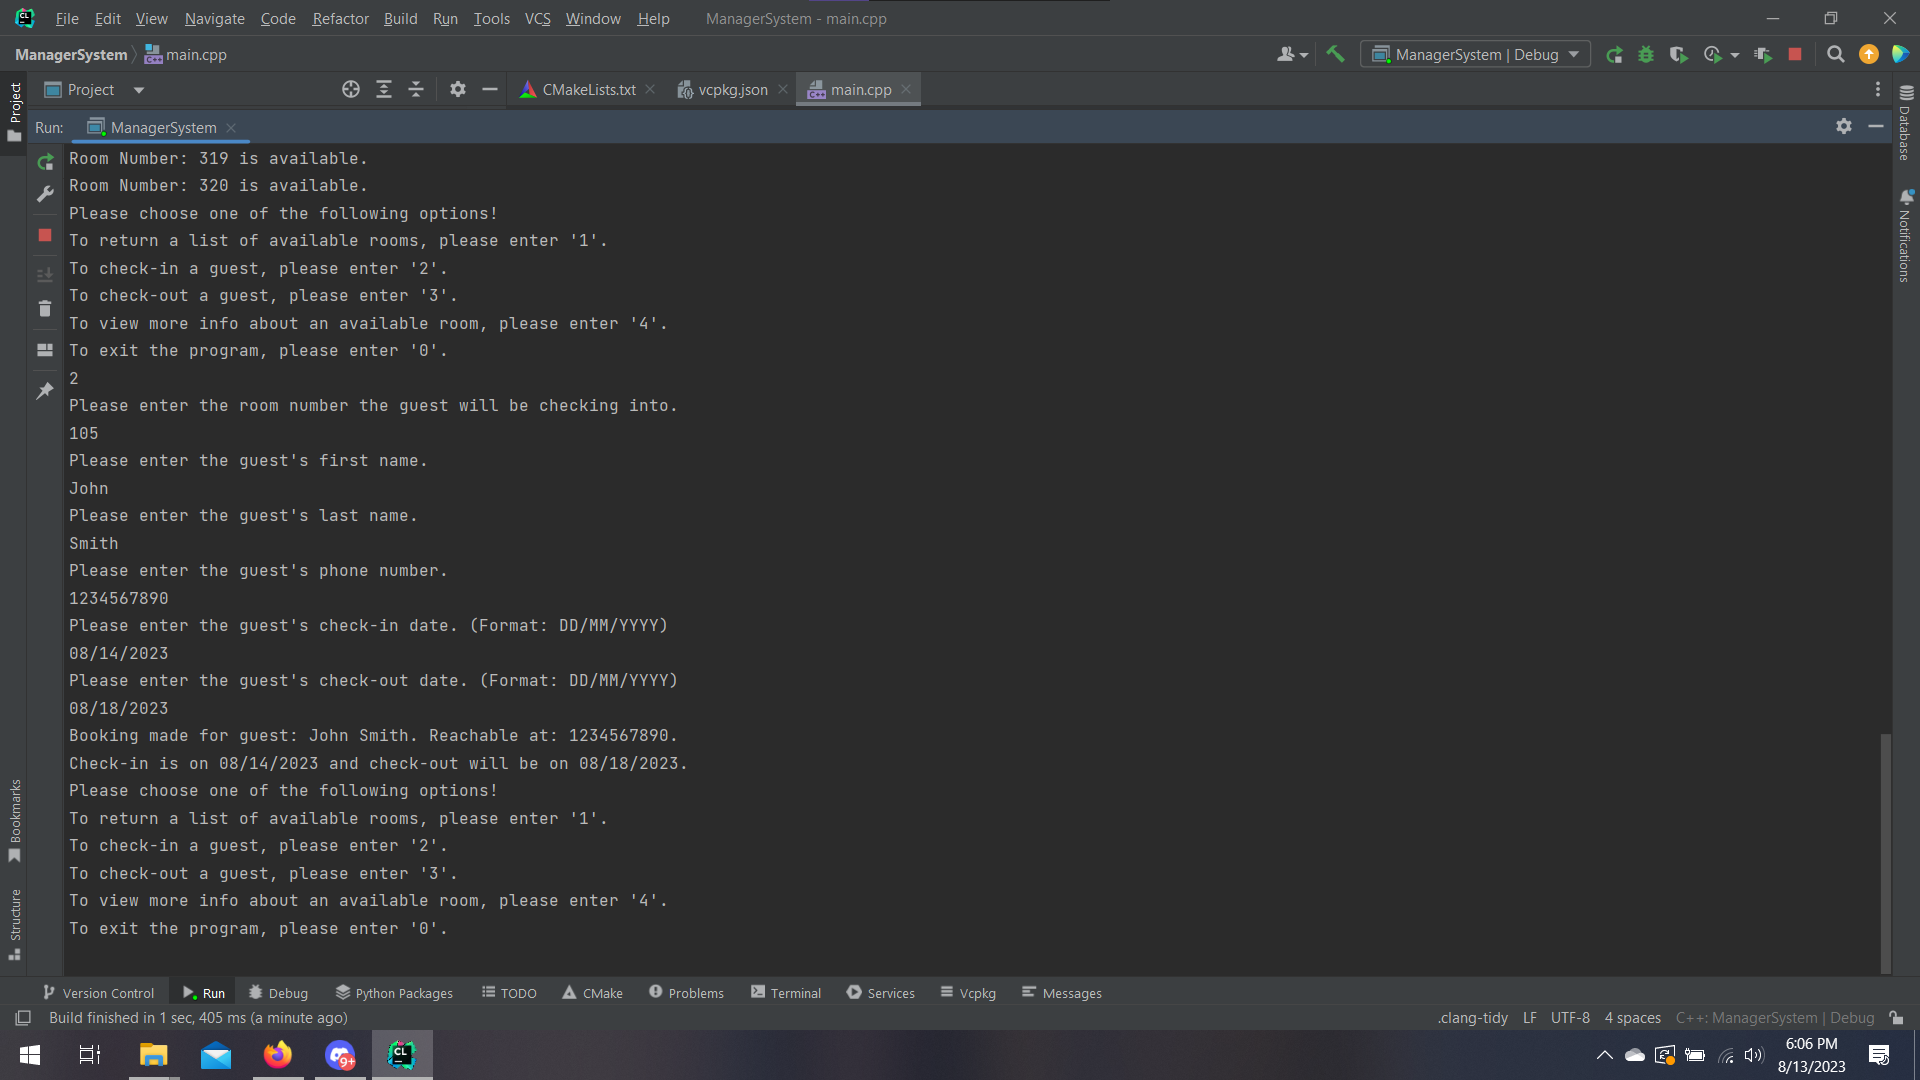 File Edit View Navigate Code Refactor Build Run Tools VCS Window Help ManagerSystem - main.cpp
ManagerSystem main.cpp ManagerSystem | Debug
Project CMakeLists.txt vcpkg.json main.cpp
Run: ManagerSystem
Project
Database
Notifications
Bookmarks
Structure
Room Number: 319 is available.
Room Number: 320 is available.
Please choose one of the following options!
To return a list of available rooms, please enter '1'.
To check-in a guest, please enter '2'.
To check-out a guest, please enter '3'.
To view more info about an available room, please enter '4'.
To exit the program, please enter '0'.
2
Please enter the room number the guest will be checking into.
105
Please enter the guest's first name.
John
Please enter the guest's last name.
Smith
Please enter the guest's phone number.
1234567890
Please enter the guest's check-in date. (Format: DD/MM/YYYY)
08/14/2023
Please enter the guest's check-out date. (Format: DD/MM/YYYY)
08/18/2023
Booking made for guest: John Smith. Reachable at: 1234567890.
Check-in is on 08/14/2023 and check-out will be on 08/18/2023.
Please choose one of the following options!
To return a list of available rooms, please enter '1'.
To check-in a guest, please enter '2'.
To check-out a guest, please enter '3'.
To view more info about an available room, please enter '4'.
To exit the program, please enter '0'.
Version Control Run Debug Python Packages TODO CMake Problems Terminal Services Vcpkg Messages
Build finished in 1 sec, 405 ms (a minute ago) .clang-tidy LF UTF-8 4 spaces C++: ManagerSystem | Debug
9+ CL 6:06 PM
8/13/2023